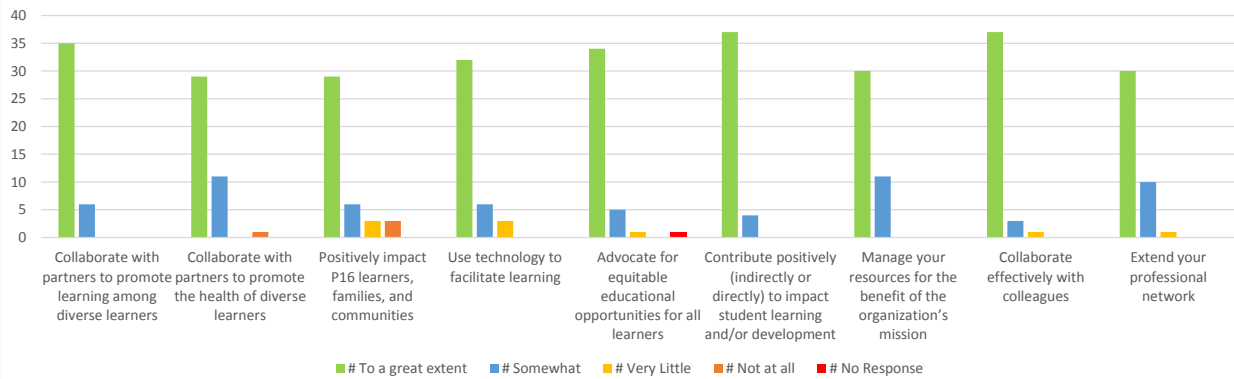 40
35
30
25
20
15
10
5
0
Collaborate with
partners to promote
learning among
diverse learners
Collaborate with
partners to promote
the health of diverse
learners
Positively impact
P16 learners,
families, and
communities
Use technology to
facilitate learning
Advocate for
equitable
educational
opportunities for all
learners
Contribute positively
(indirectly or
directly) to impact
student learning
and/or development
Manage your
resources for the
benefit of the
organization’s
mission
Collaborate
effectively with
colleagues
Extend your
professional
network
# To a great extent
# Somewhat
# Very Little
# Not at all
# No Response